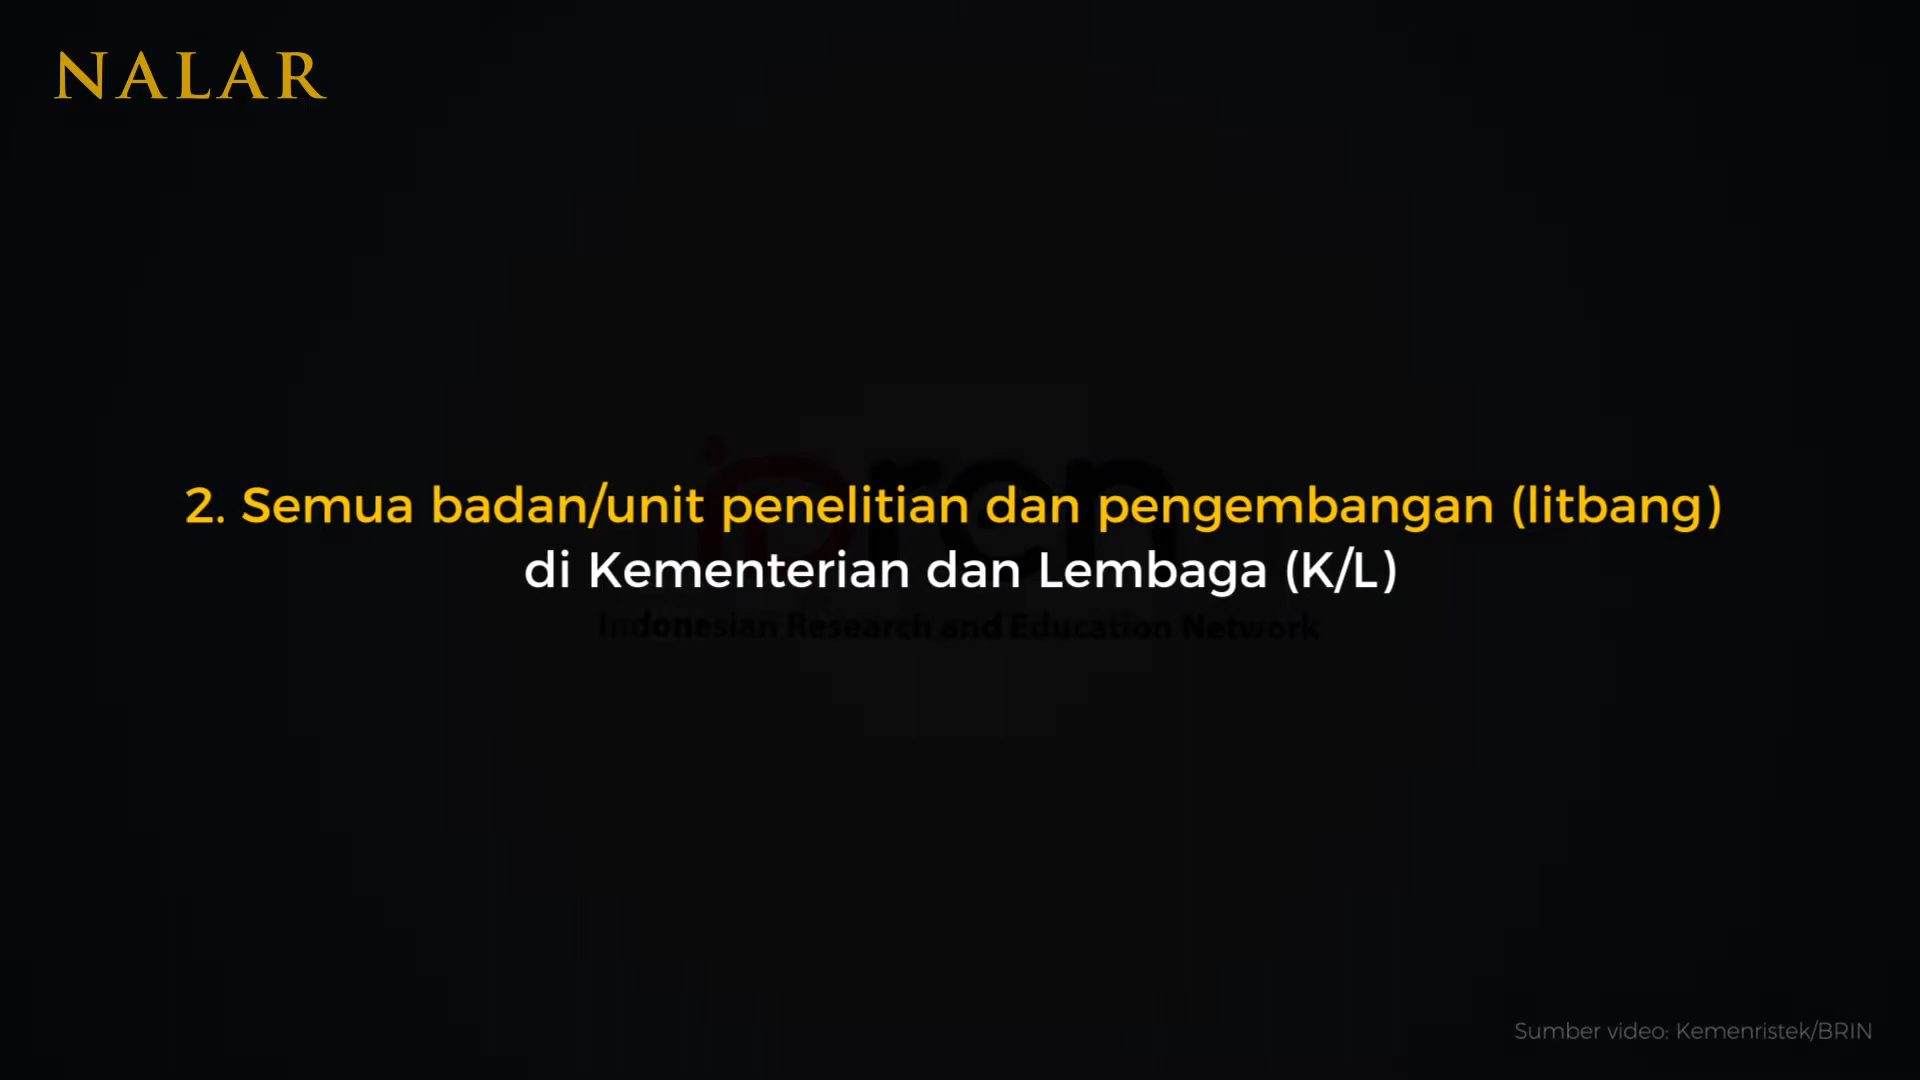 NALAR
2. Semua badan/unit penelitian dan pengembangan (litbang)
di Kementerian dan Lembaga (K/L)
idren
Indonesian Research and Education Network
Sumber video: Kemenristek/BRIN